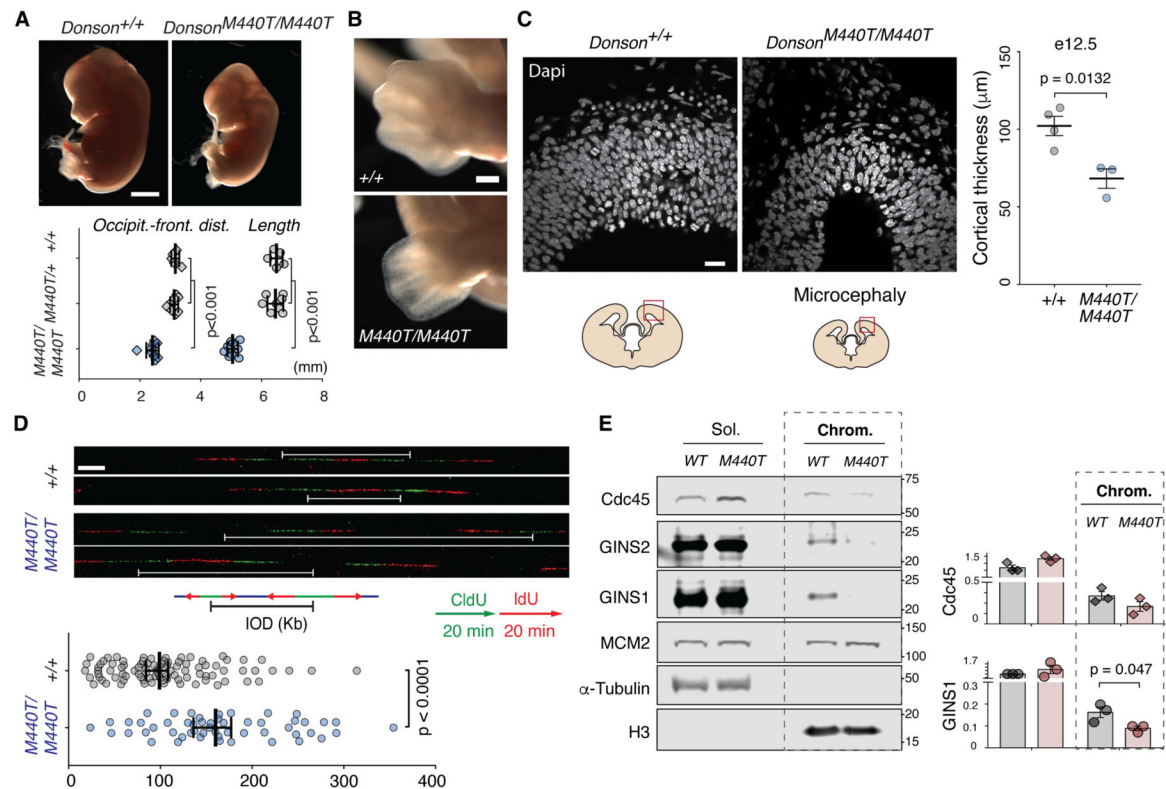 A
Donson+/+
DonsonM440T/M440T
Occipit.-front. dist.
Length
+/+
M440T/+
M440T/
M440T
p<0.001
p<0.001
(mm)
0 2 4 6 8
B
+/+
M440T/M440T
C
Donson+/+
DonsonM440T/M440T
Dapi
Microcephaly
e12.5
p = 0.0132
Cortical thickness (μm)
150
100
50
0
+/+
M440T/
M440T
D
+/+
M440T/
M440T
IOD (Kb)
CldU
IdU
20 min
20 min
+/+
M440T/
M440T
p < 0.0001
0 100 200 300 400
E
Sol.
Chrom.
WT M440T
WT M440T
Cdc45
75
50
GINS2
25
20
GINS1
25
20
MCM2
150
100
α-Tubulin
50
H3
20
15
Chrom.
WT M440T
Cdc45
1.5
0.5
0
GINS1
1.7
0.3
0.2
0.1
0
p = 0.047